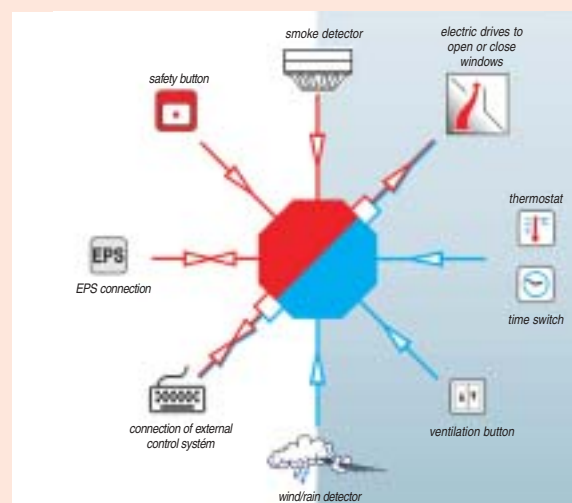 smoke detector
electric drives to
open or close
windows
safety button
thermostat
EPS
EPS connection
time switch
connection of external
control systém
ventilation button
wind/rain detector